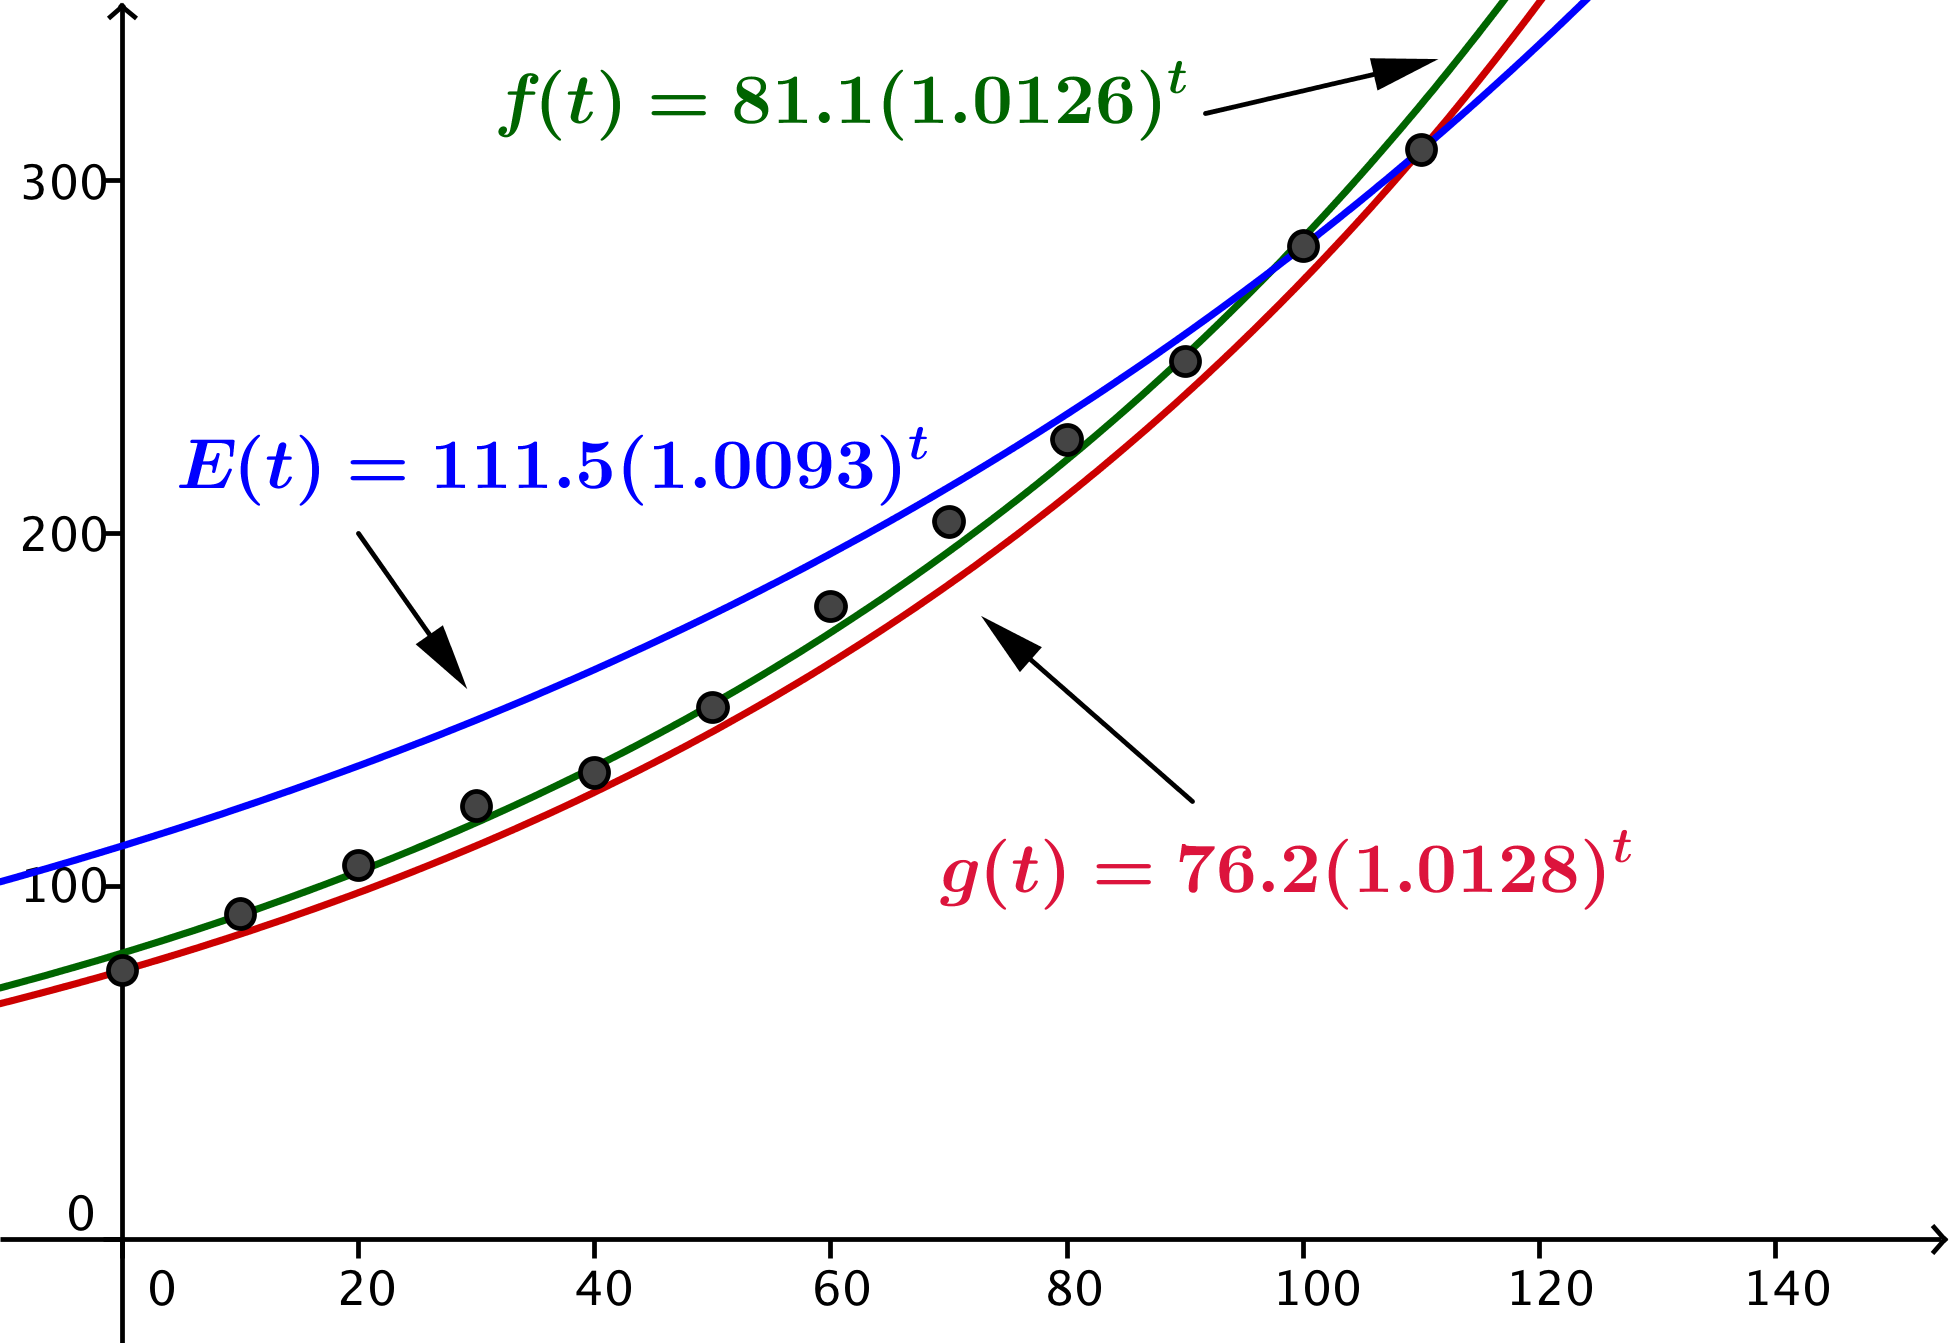 f(t) = 81.1(1.0126)^t
300
E(t) = 111.5(1.0093)^t
200
g(t) = 76.2(1.0128)^t
100
0
0 20 40 60 80 100 120 140